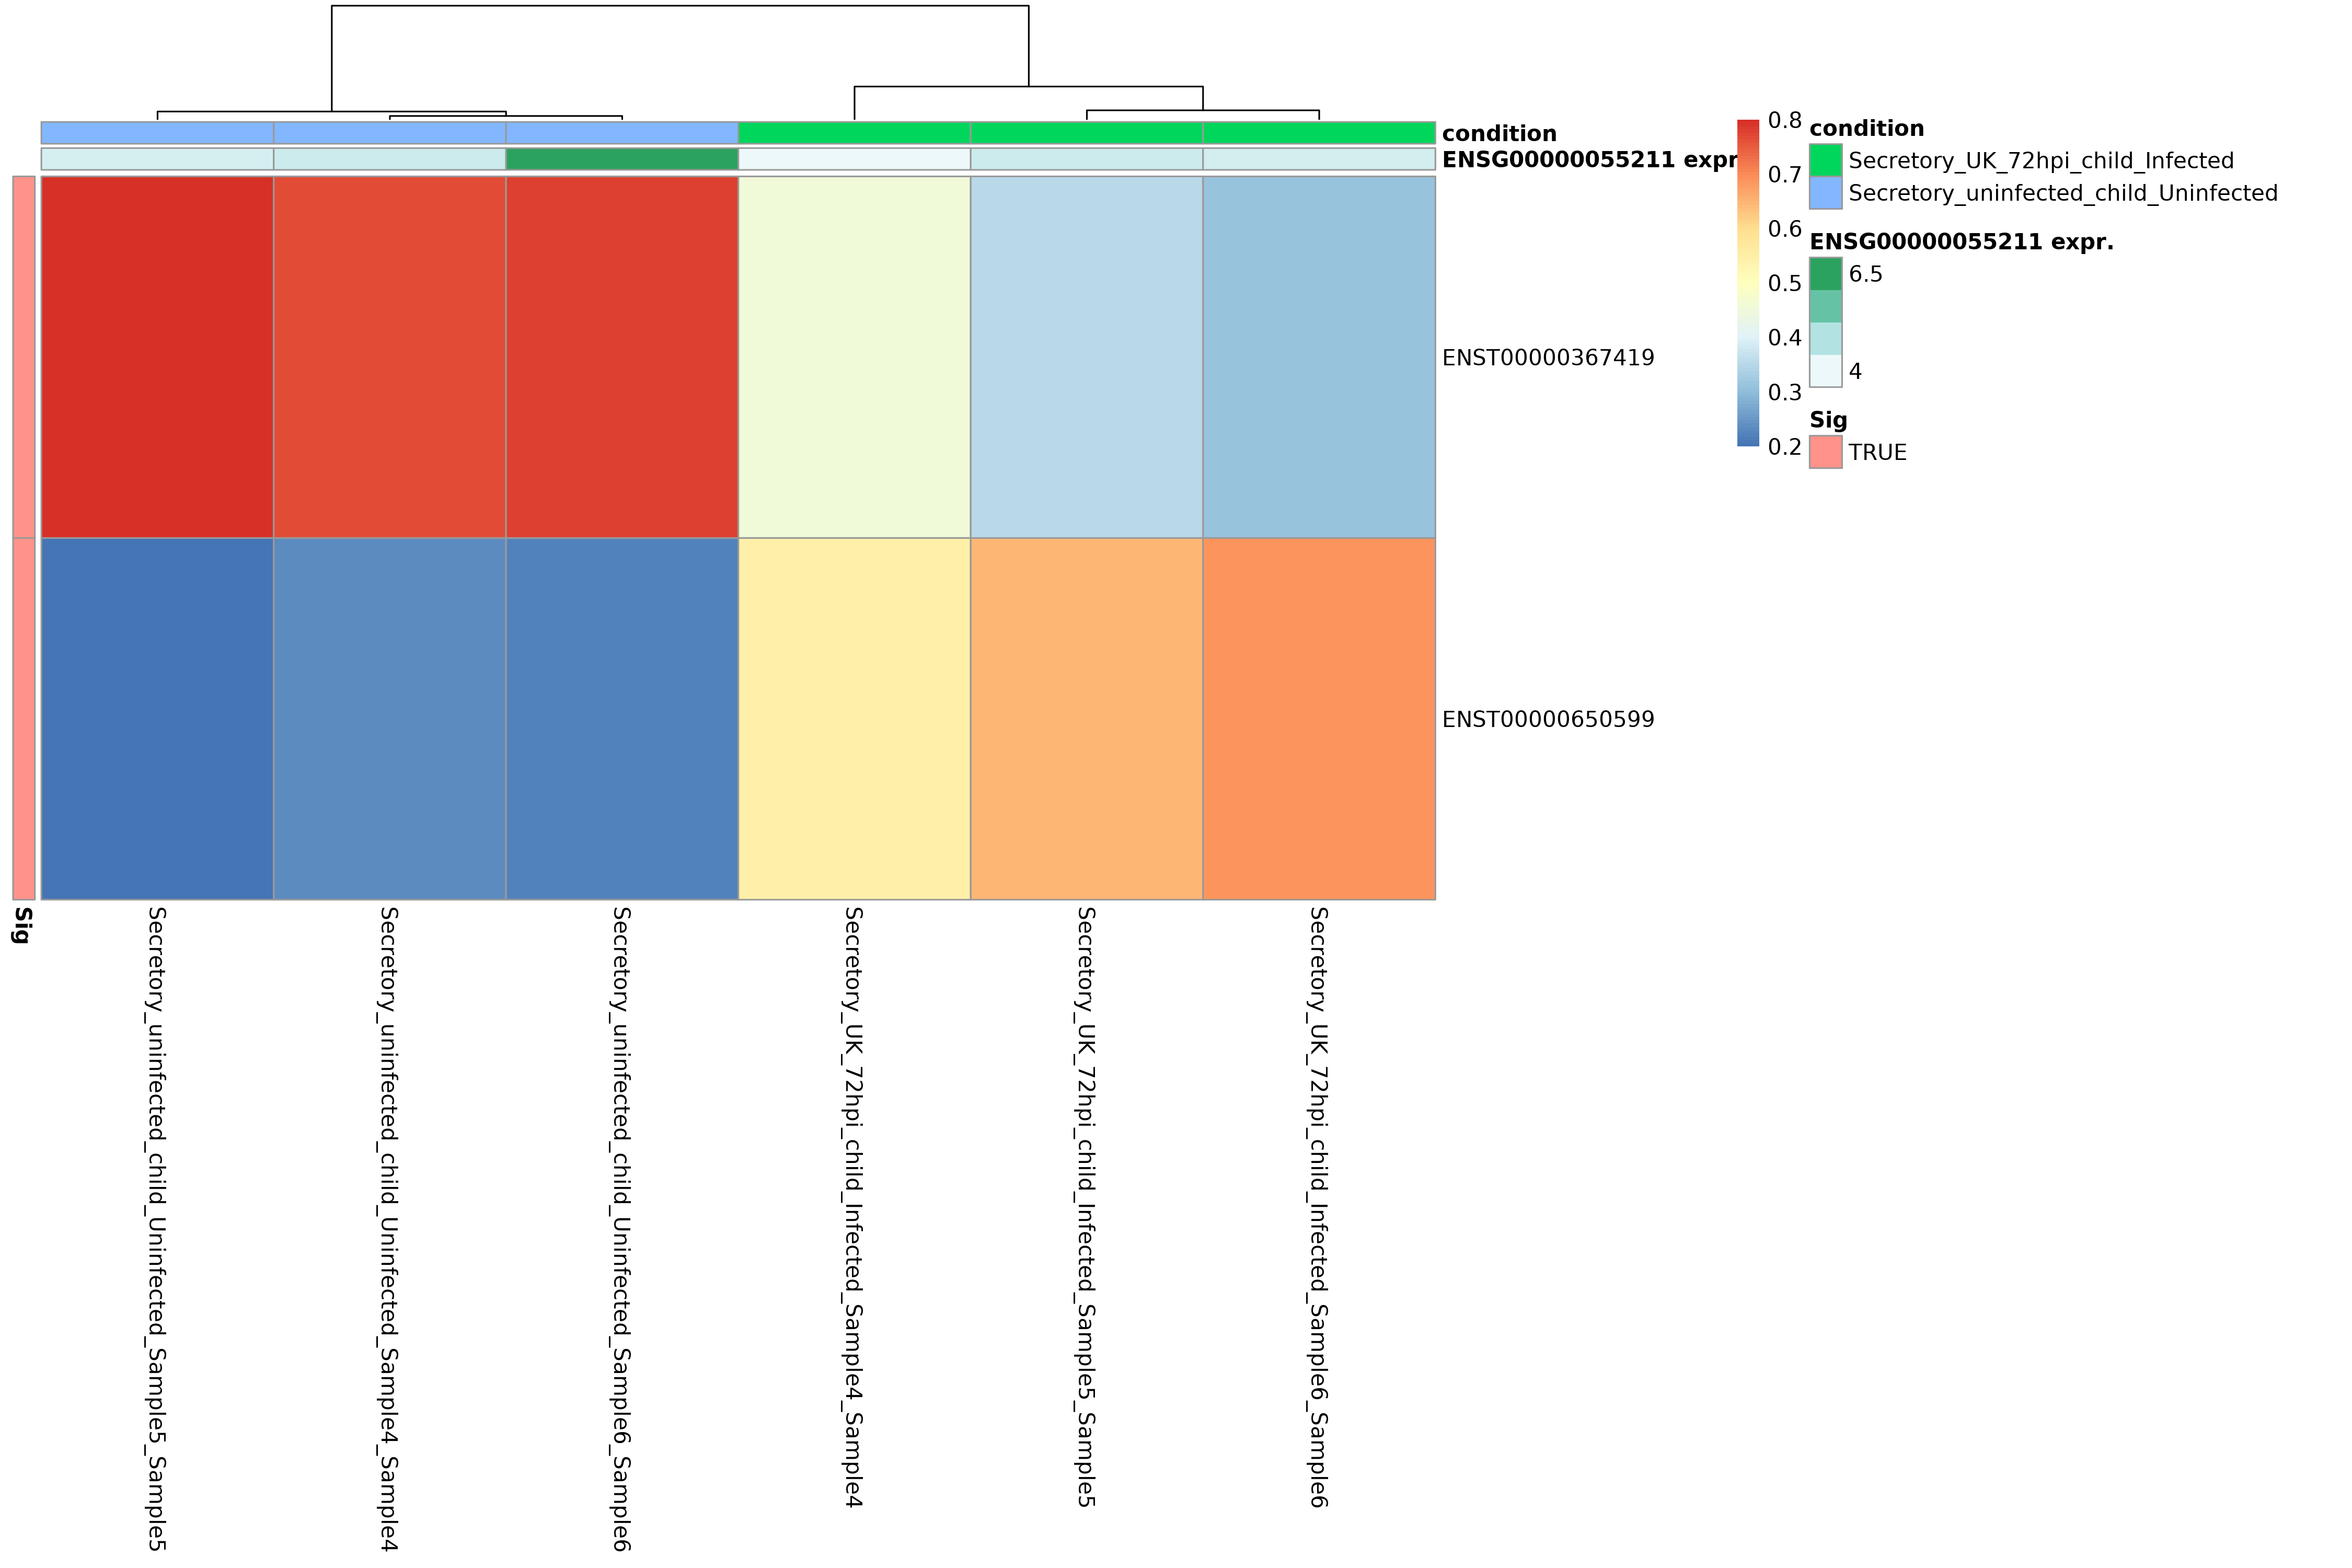 condition
ENSG00000055211 expr
ENST00000367419
ENST00000650599
Sig
Secretory_uninfected_child_Uninfected_Sample5_Sample5
Secretory_uninfected_child_Uninfected_Sample4_Sample4
Secretory_uninfected_child_Uninfected_Sample6_Sample6
Secretory_UK_72hpi_child_Infected_Sample4_Sample4
Secretory_UK_72hpi_child_Infected_Sample5_Sample5
Secretory_UK_72hpi_child_Infected_Sample6_Sample6
0.8
0.7
0.6
0.5
0.4
0.3
0.2
condition
Secretory_UK_72hpi_child_Infected
Secretory_uninfected_child_Uninfected
ENSG00000055211 expr.
6.5
4
Sig
TRUE